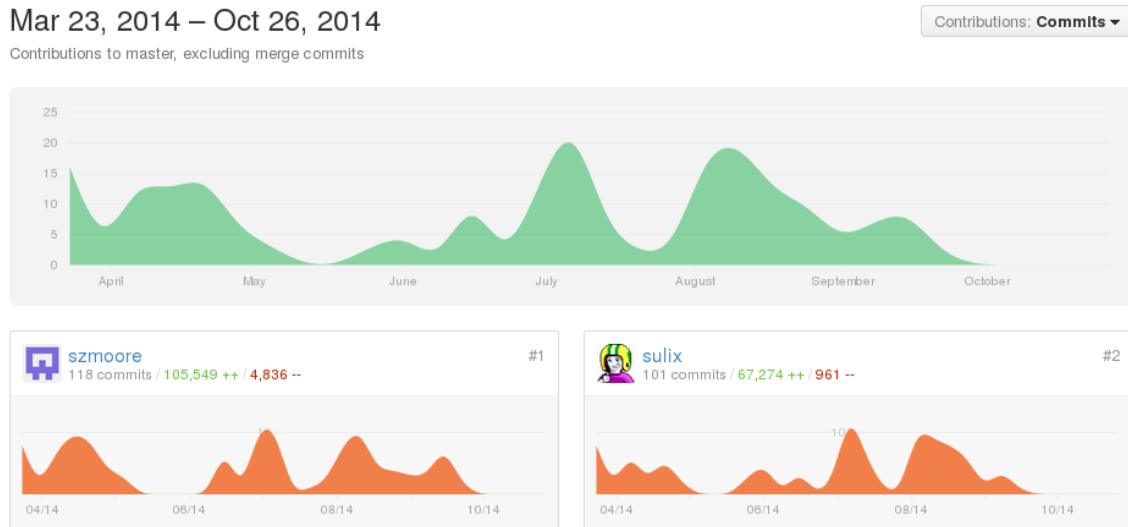 Mar 23, 2014 – Oct 26, 2014
Contributions: Commits
Contributions to master, excluding merge commits
25
20
15
10
5
0
April May June July August September October
szmoore #1
118 commits / 105,549 ++ / 4,836 --
10
04/14 06/14 08/14 10/14
sulix #2
101 commits / 67,274 ++ / 961 --
10
04/14 06/14 08/14 10/14